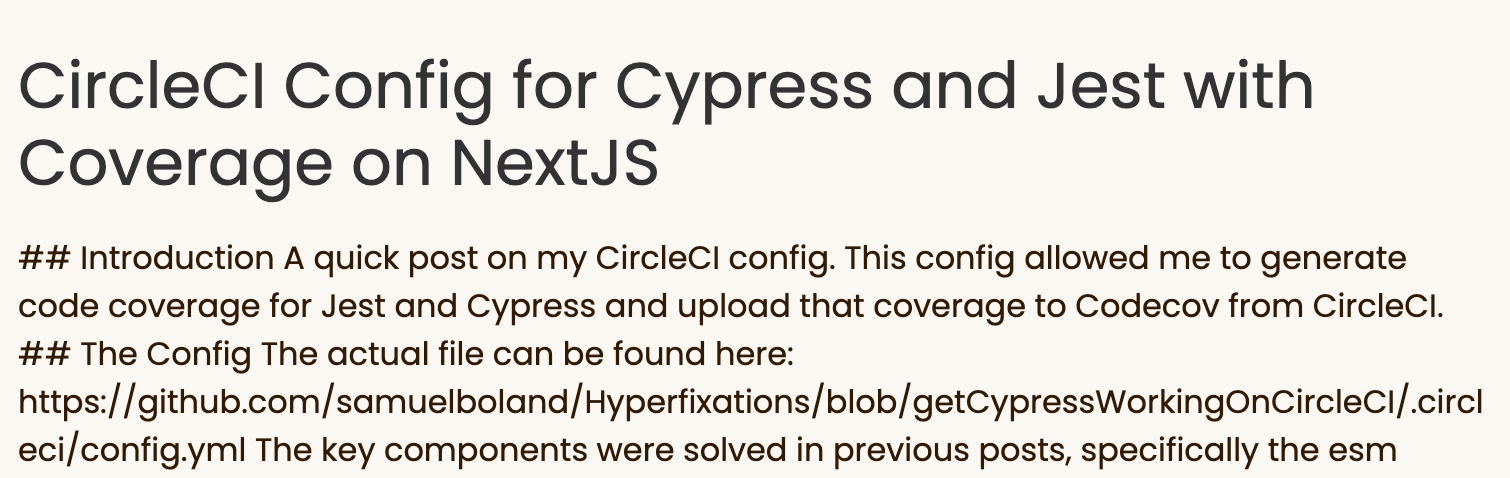 CircleCI Config for Cypress and Jest with
Coverage on NextJS
## Introduction A quick post on my CircleCI config. This config allowed me to generate
code coverage for Jest and Cypress and upload that coverage to Codecov from CircleCI.
## The Config The actual file can be found here:
https://github.com/samuelboland/Hyperfixations/blob/getCypressWorkingOnCircleCI/.circl
eci/config.yml The key components were solved in previous posts, specifically the esm